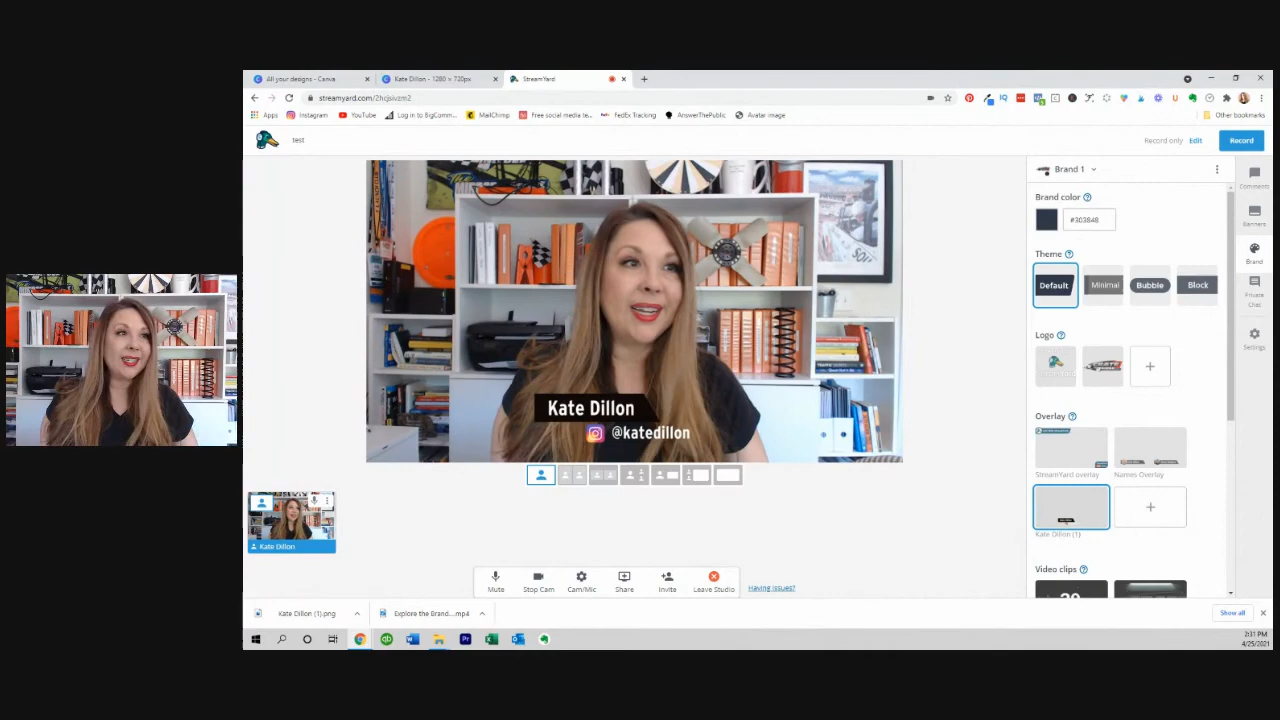 All your designs - Canva
Kate Dillon - 1280 × 720px
StreamYard
streamyard.com/2hcjsivzm2
Apps
Instagram
YouTube
Log in to BigComm...
MailChimp
Free social media te...
FedEx Tracking
AnswerThePublic
Avatar image
Other bookmarks
test
Record only
Edit
Record
Brand 1
Comments
Brand color
#303848
Banners
Theme
Brand
Default
Minimal
Bubble
Block
Private Chat
Logo
Settings
Kate Dillon
@katedillon
Overlay
StreamYard overlay
Names Overlay
Kate Dillon (1)
Kate Dillon
Video clips
Mute
Stop Cam
Cam/Mic
Share
Invite
Leave Studio
Having issues?
Kate Dillon (1).png
Explore the Brand....mp4
Show all
2:31 PM
4/25/2021